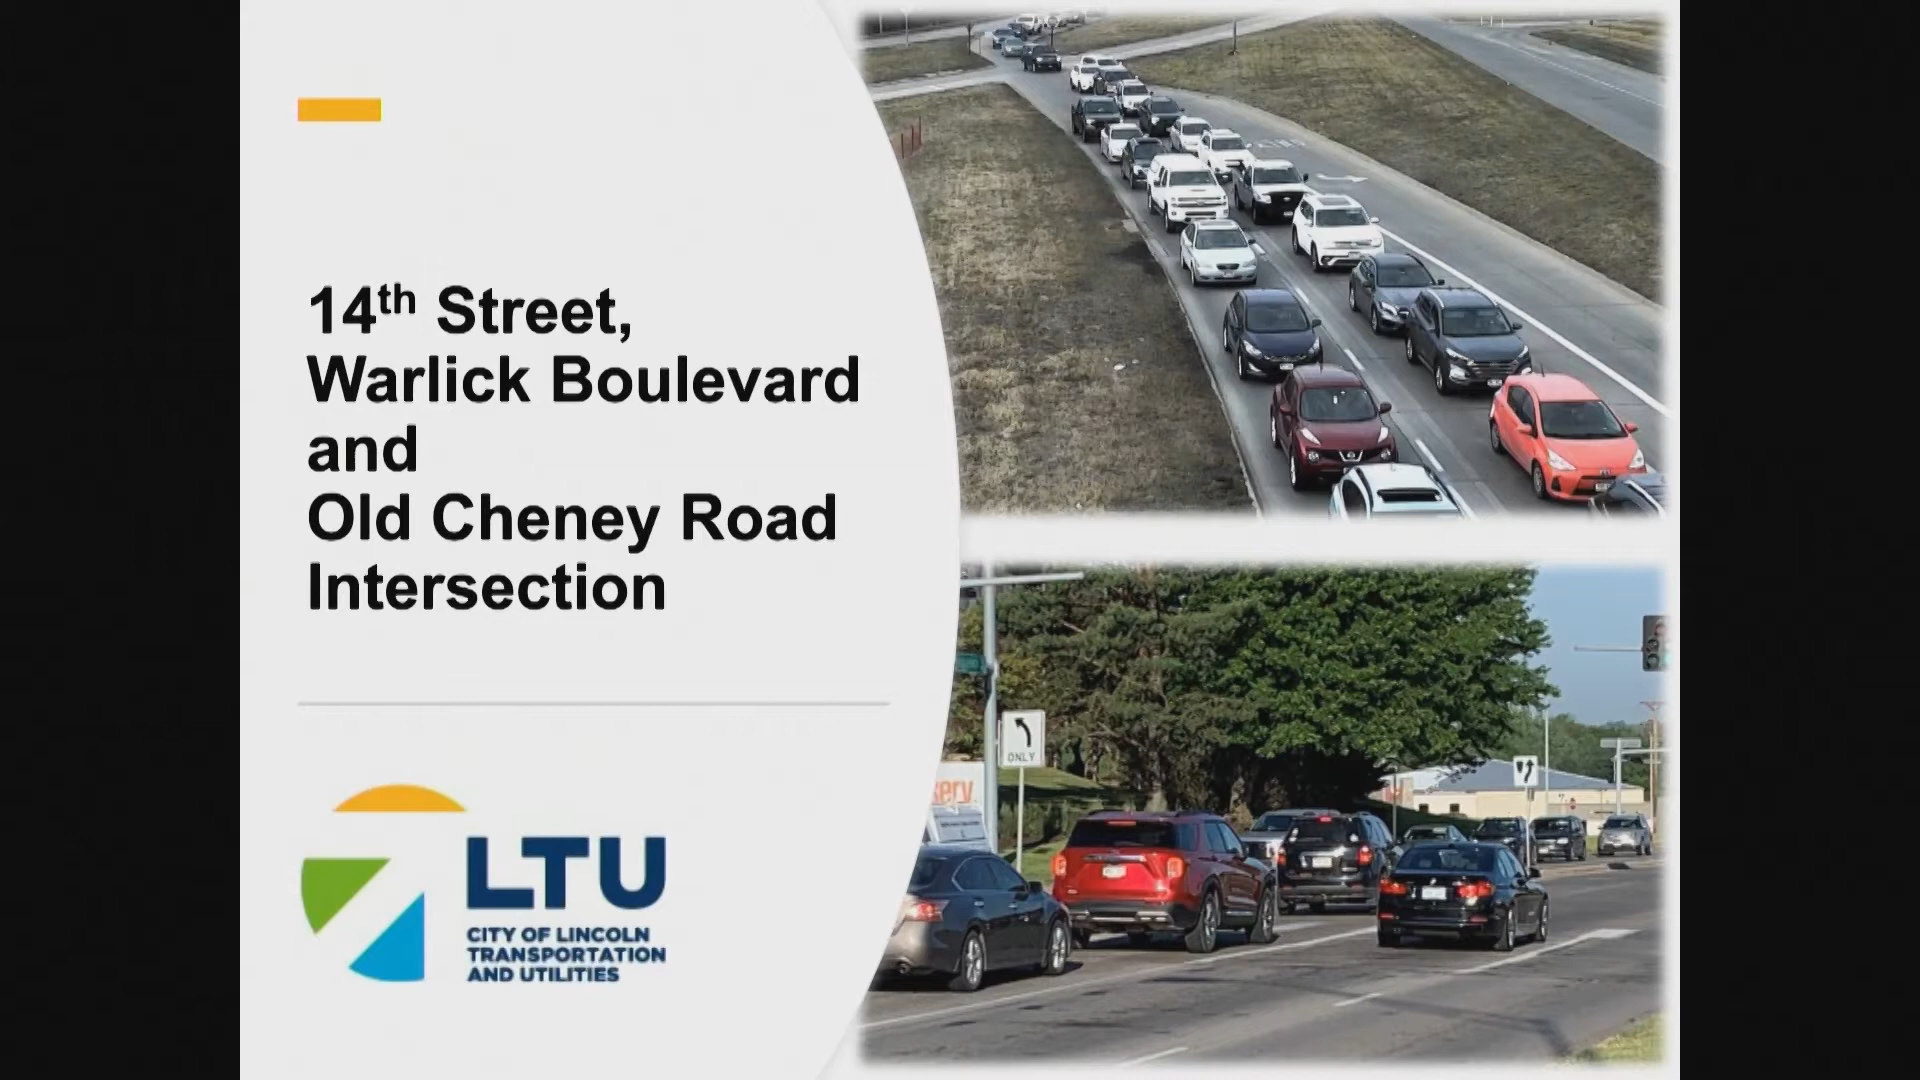 14th Street,
Warlick Boulevard
and
Old Cheney Road
Intersection
LTU
CITY OF LINCOLN
TRANSPORTATION
AND UTILITIES
ONLY